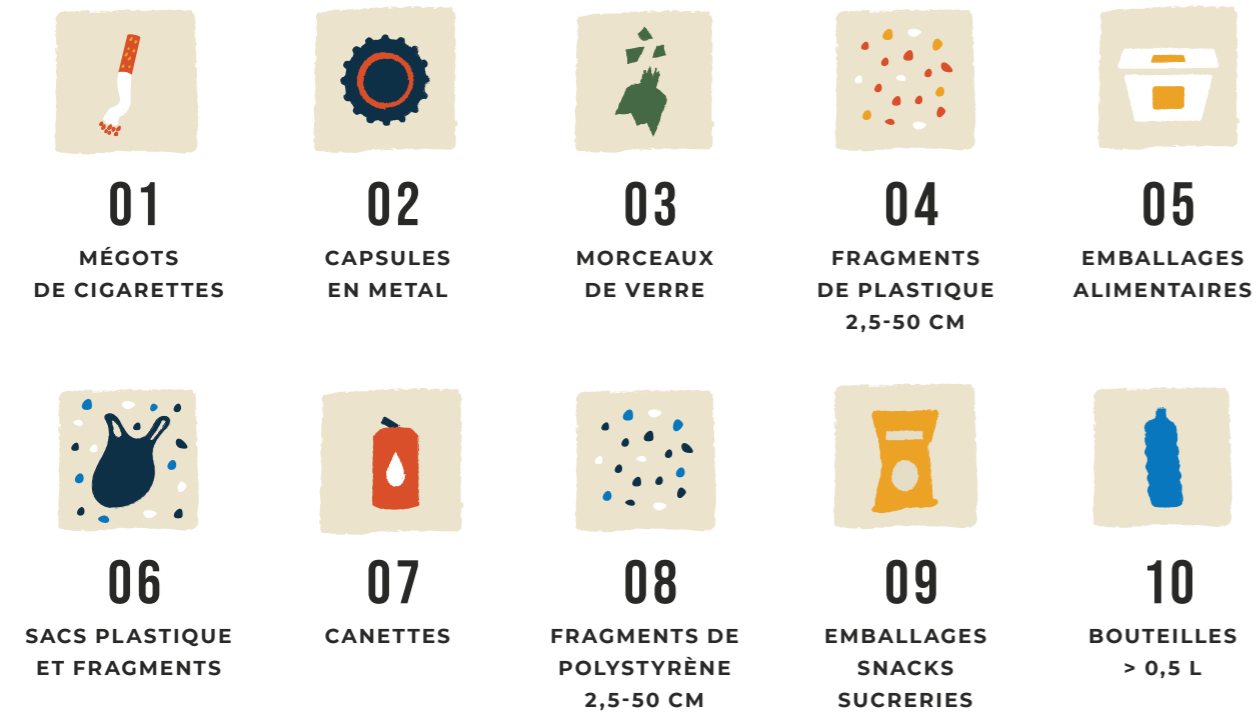 01
MÉGOTS
DE CIGARETTES
02
CAPSULES
EN METAL
03
MORCEAUX
DE VERRE
04
FRAGMENTS
DE PLASTIQUE
2,5-50 CM
05
EMBALLAGES
ALIMENTAIRES
06
SACS PLASTIQUE
ET FRAGMENTS
07
CANETTES
08
FRAGMENTS DE
POLYSTYRÈNE
2,5-50 CM
09
EMBALLAGES
SNACKS
SUCRERIES
10
BOUTEILLES
> 0,5 L